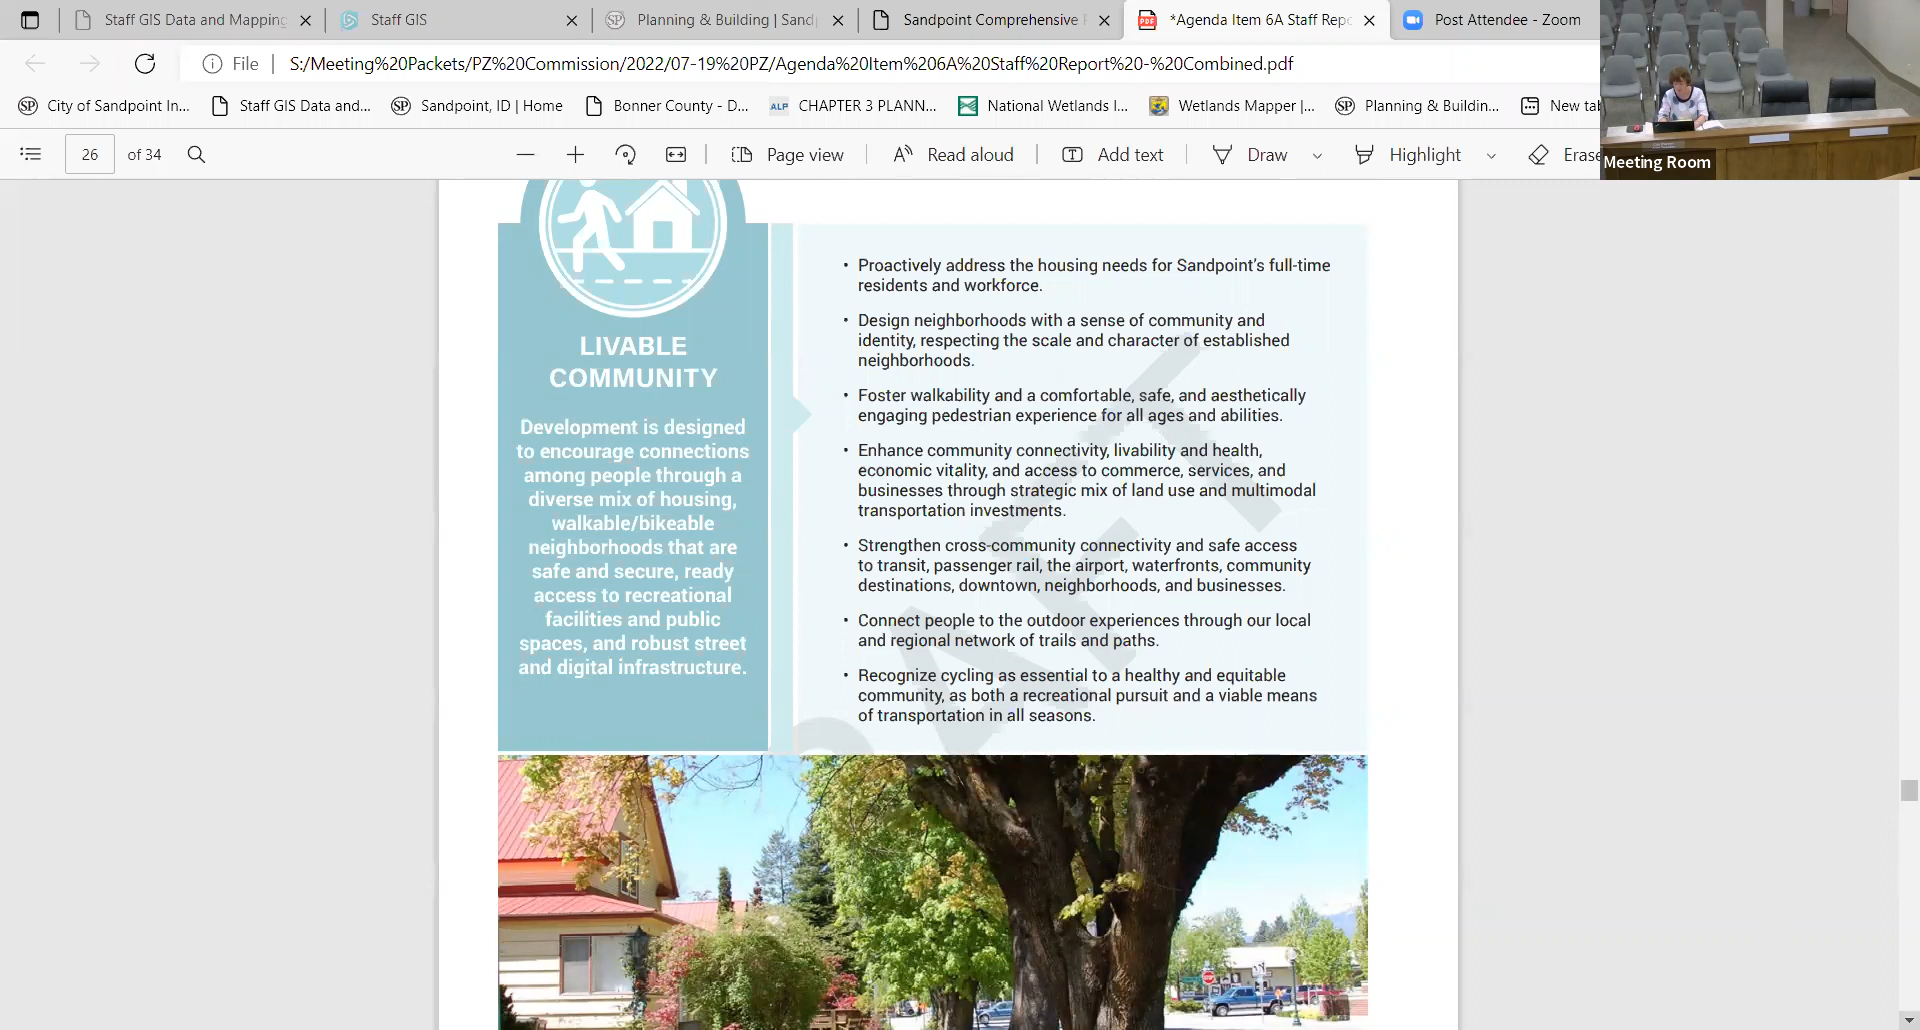 Staff GIS Data and Mapping
Staff GIS
Planning & Building | Sand
Sandpoint Comprehensive P
PDF
*Agenda Item 6A Staff Repo
Post Attendee - Zoom
File
S:/Meeting%20Packets/PZ%20Commission/2022/07-19%20PZ/Agenda%20Item%206A%20Staff%20Report%20-%20Combined.pdf
SP City of Sandpoint In...
Staff GIS Data and...
SP Sandpoint, ID | Home
Bonner County - D...
ALP CHAPTER 3 PLANN...
National Wetlands I...
Wetlands Mapper |...
SP Planning & Buildin...
New tab
26 of 34
Page view
Read aloud
Add text
Draw
Highlight
Erase
Meeting Room
LIVABLE
COMMUNITY
Development is designed
to encourage connections
among people through a
diverse mix of housing,
walkable/bikeable
neighborhoods that are
safe and secure, ready
access to recreational
facilities and public
spaces, and robust street
and digital infrastructure.
• Proactively address the housing needs for Sandpoint's full-time
residents and workforce.
• Design neighborhoods with a sense of community and
identity, respecting the scale and character of established
neighborhoods.
• Foster walkability and a comfortable, safe, and aesthetically
engaging pedestrian experience for all ages and abilities.
• Enhance community connectivity, livability and health,
economic vitality, and access to commerce, services, and
businesses through strategic mix of land use and multimodal
transportation investments.
• Strengthen cross-community connectivity and safe access
to transit, passenger rail, the airport, waterfronts, community
destinations, downtown, neighborhoods, and businesses.
• Connect people to the outdoor experiences through our local
and regional network of trails and paths.
• Recognize cycling as essential to a healthy and equitable
community, as both a recreational pursuit and a viable means
of transportation in all seasons.
RAFT
STOP